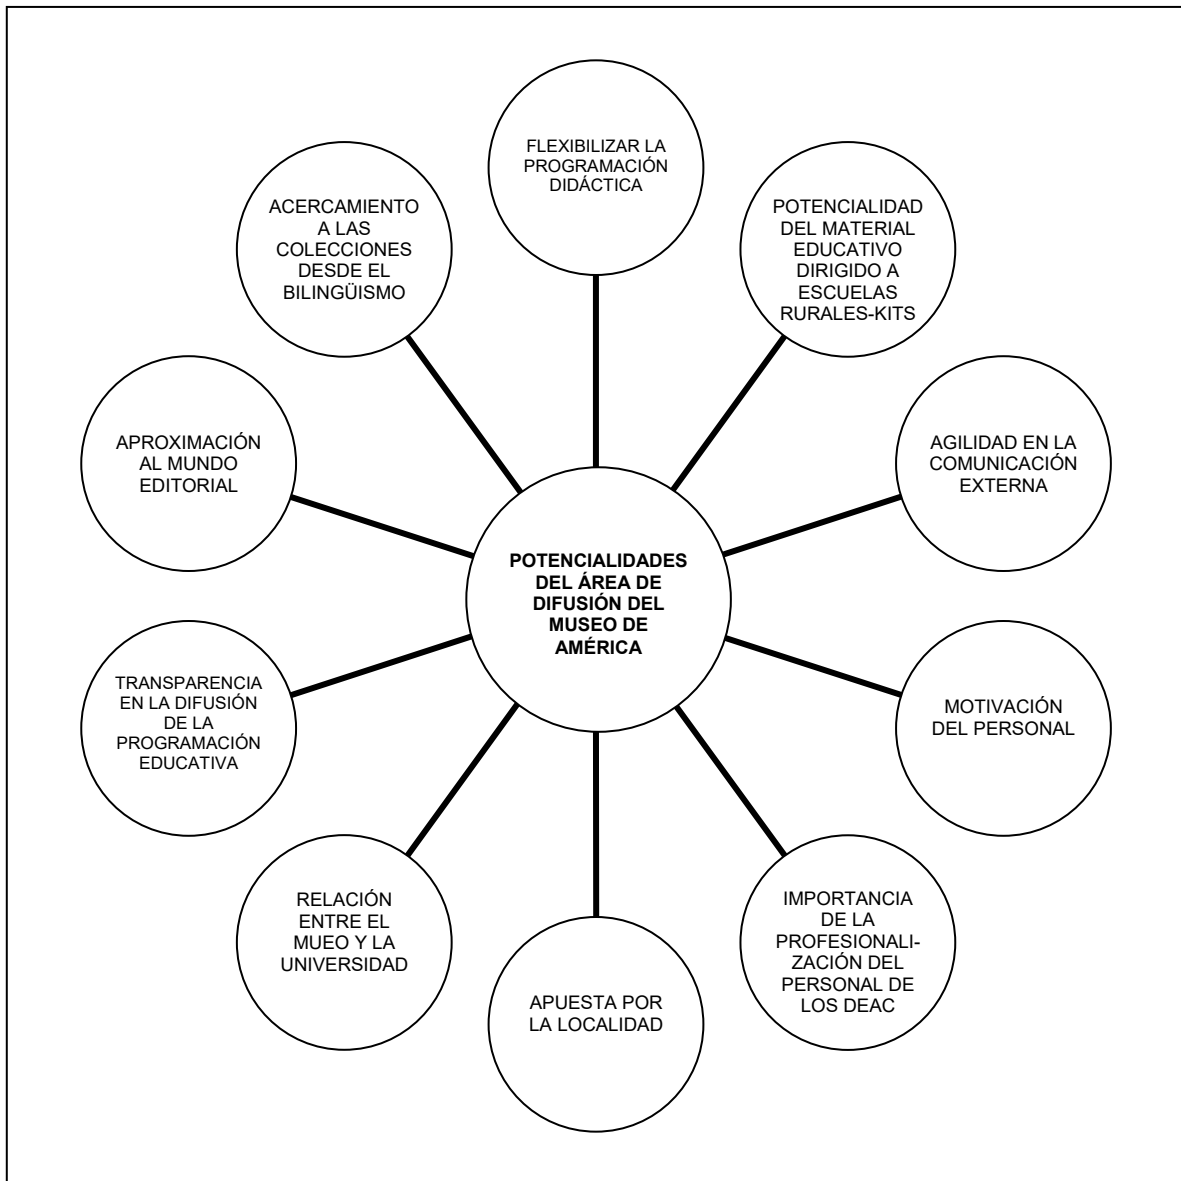 FLEXIBILIZAR LA
PROGRAMACIÓN
DIDÁCTICA
POTENCIALIDAD
DEL MATERIAL
EDUCATIVO
DIRIGIDO A
ESCUELAS
RURALES-KITS
AGILIDAD EN LA
COMUNICACIÓN
EXTERNA
MOTIVACIÓN
DEL PERSONAL
IMPORTANCIA
DE LA
PROFESIONALI-
ZACIÓN DEL
PERSONAL DE
LOS DEAC
APUESTA POR
LA LOCALIDAD
RELACIÓN
ENTRE EL
MUEO Y LA
UNIVERSIDAD
TRANSPARENCIA
EN LA DIFUSIÓN
DE LA
PROGRAMACIÓN
EDUCATIVA
APROXIMACIÓN
AL MUNDO
EDITORIAL
ACERCAMIENTO
A LAS
COLECCIONES
DESDE EL
BILINGÜISMO
POTENCIALIDADES
DEL ÁREA DE
DIFUSIÓN DEL
MUSEO DE
AMÉRICA